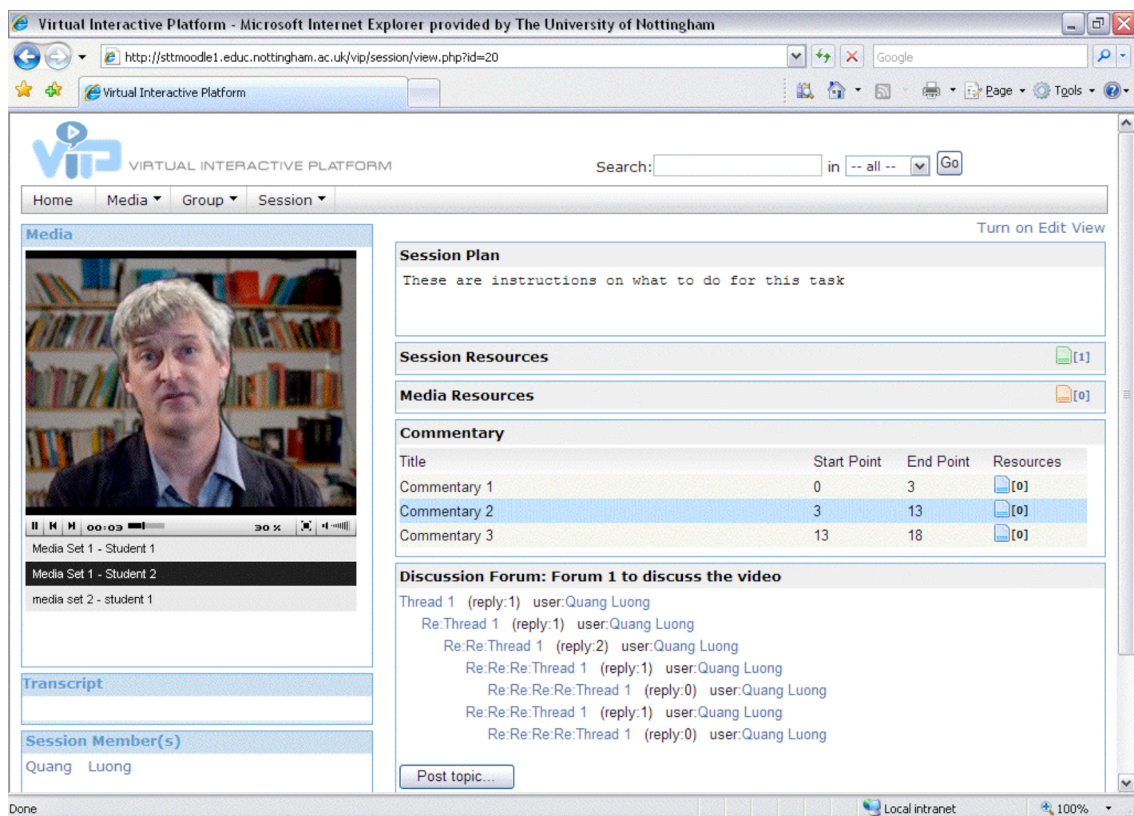 Virtual Interactive Platform - Microsoft Internet Explorer provided by The University of Nottingham
http://sttmoodle1.educ.nottingham.ac.uk/vip/session/view.php?id=20
Google
Virtual Interactive Platform
Page
Tools
VIP VIRTUAL INTERACTIVE PLATFORM
Search: in -- all -- Go
Home Media Group Session
Turn on Edit View
Media
00:03 30 %
Media Set 1 - Student 1
Media Set 1 - Student 2
media set 2 - student 1
Transcript
Session Member(s)
Quang Luong
Session Plan
These are instructions on what to do for this task
Session Resources [1]
Media Resources [0]
Commentary
Title Start Point End Point Resources
Commentary 1 0 3 [0]
Commentary 2 3 13 [0]
Commentary 3 13 18 [0]
Discussion Forum: Forum 1 to discuss the video
Thread 1 (reply:1) user:Quang Luong
Re:Thread 1 (reply:1) user:Quang Luong
Re:Re:Thread 1 (reply:2) user:Quang Luong
Re:Re:Re:Thread 1 (reply:1) user:Quang Luong
Re:Re:Re:Re:Thread 1 (reply:0) user:Quang Luong
Re:Re:Re:Thread 1 (reply:1) user:Quang Luong
Re:Re:Re:Re:Thread 1 (reply:0) user:Quang Luong
Post topic...
Done
Local intranet
100%